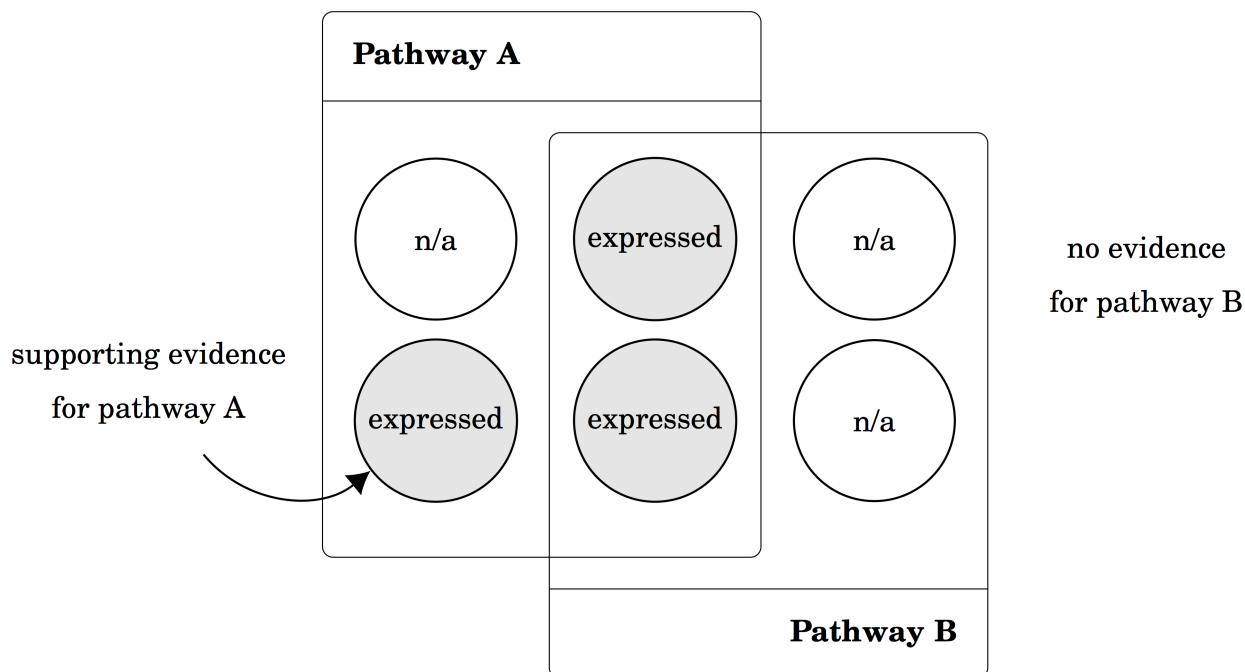 Pathway A
n/a
expressed
n/a
no evidence
for pathway B
supporting evidence
for pathway A
expressed
expressed
n/a
Pathway B